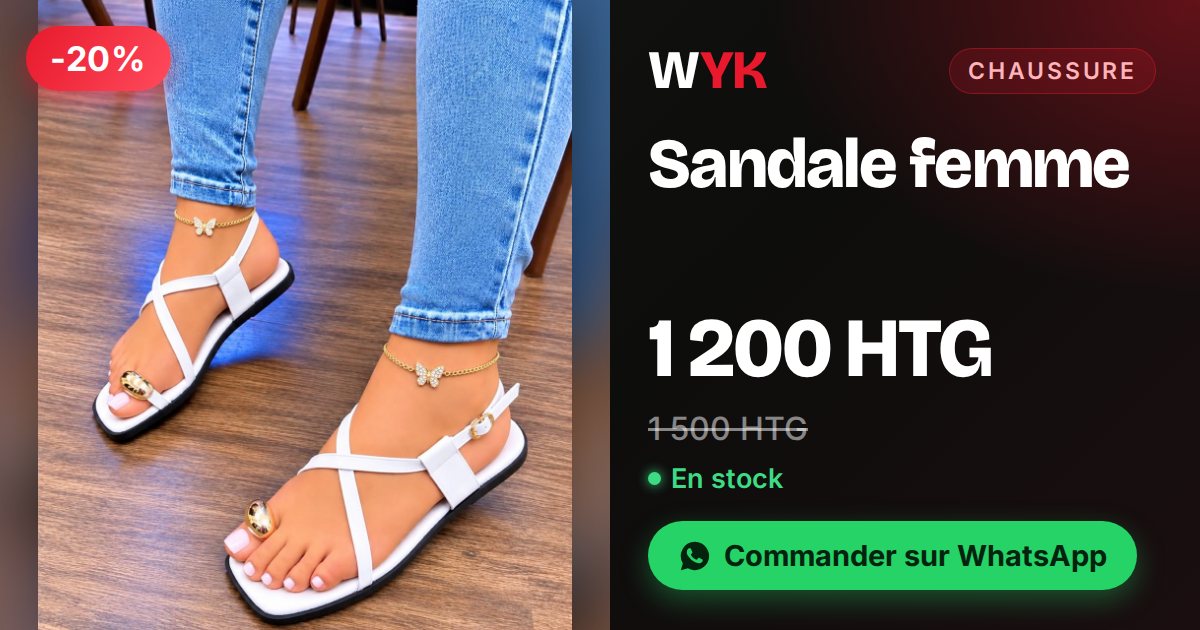 -20%
WYK
CHAUSSURE
Sandale femme
1 200 HTG
1 500 HTG
En stock
Commander sur WhatsApp